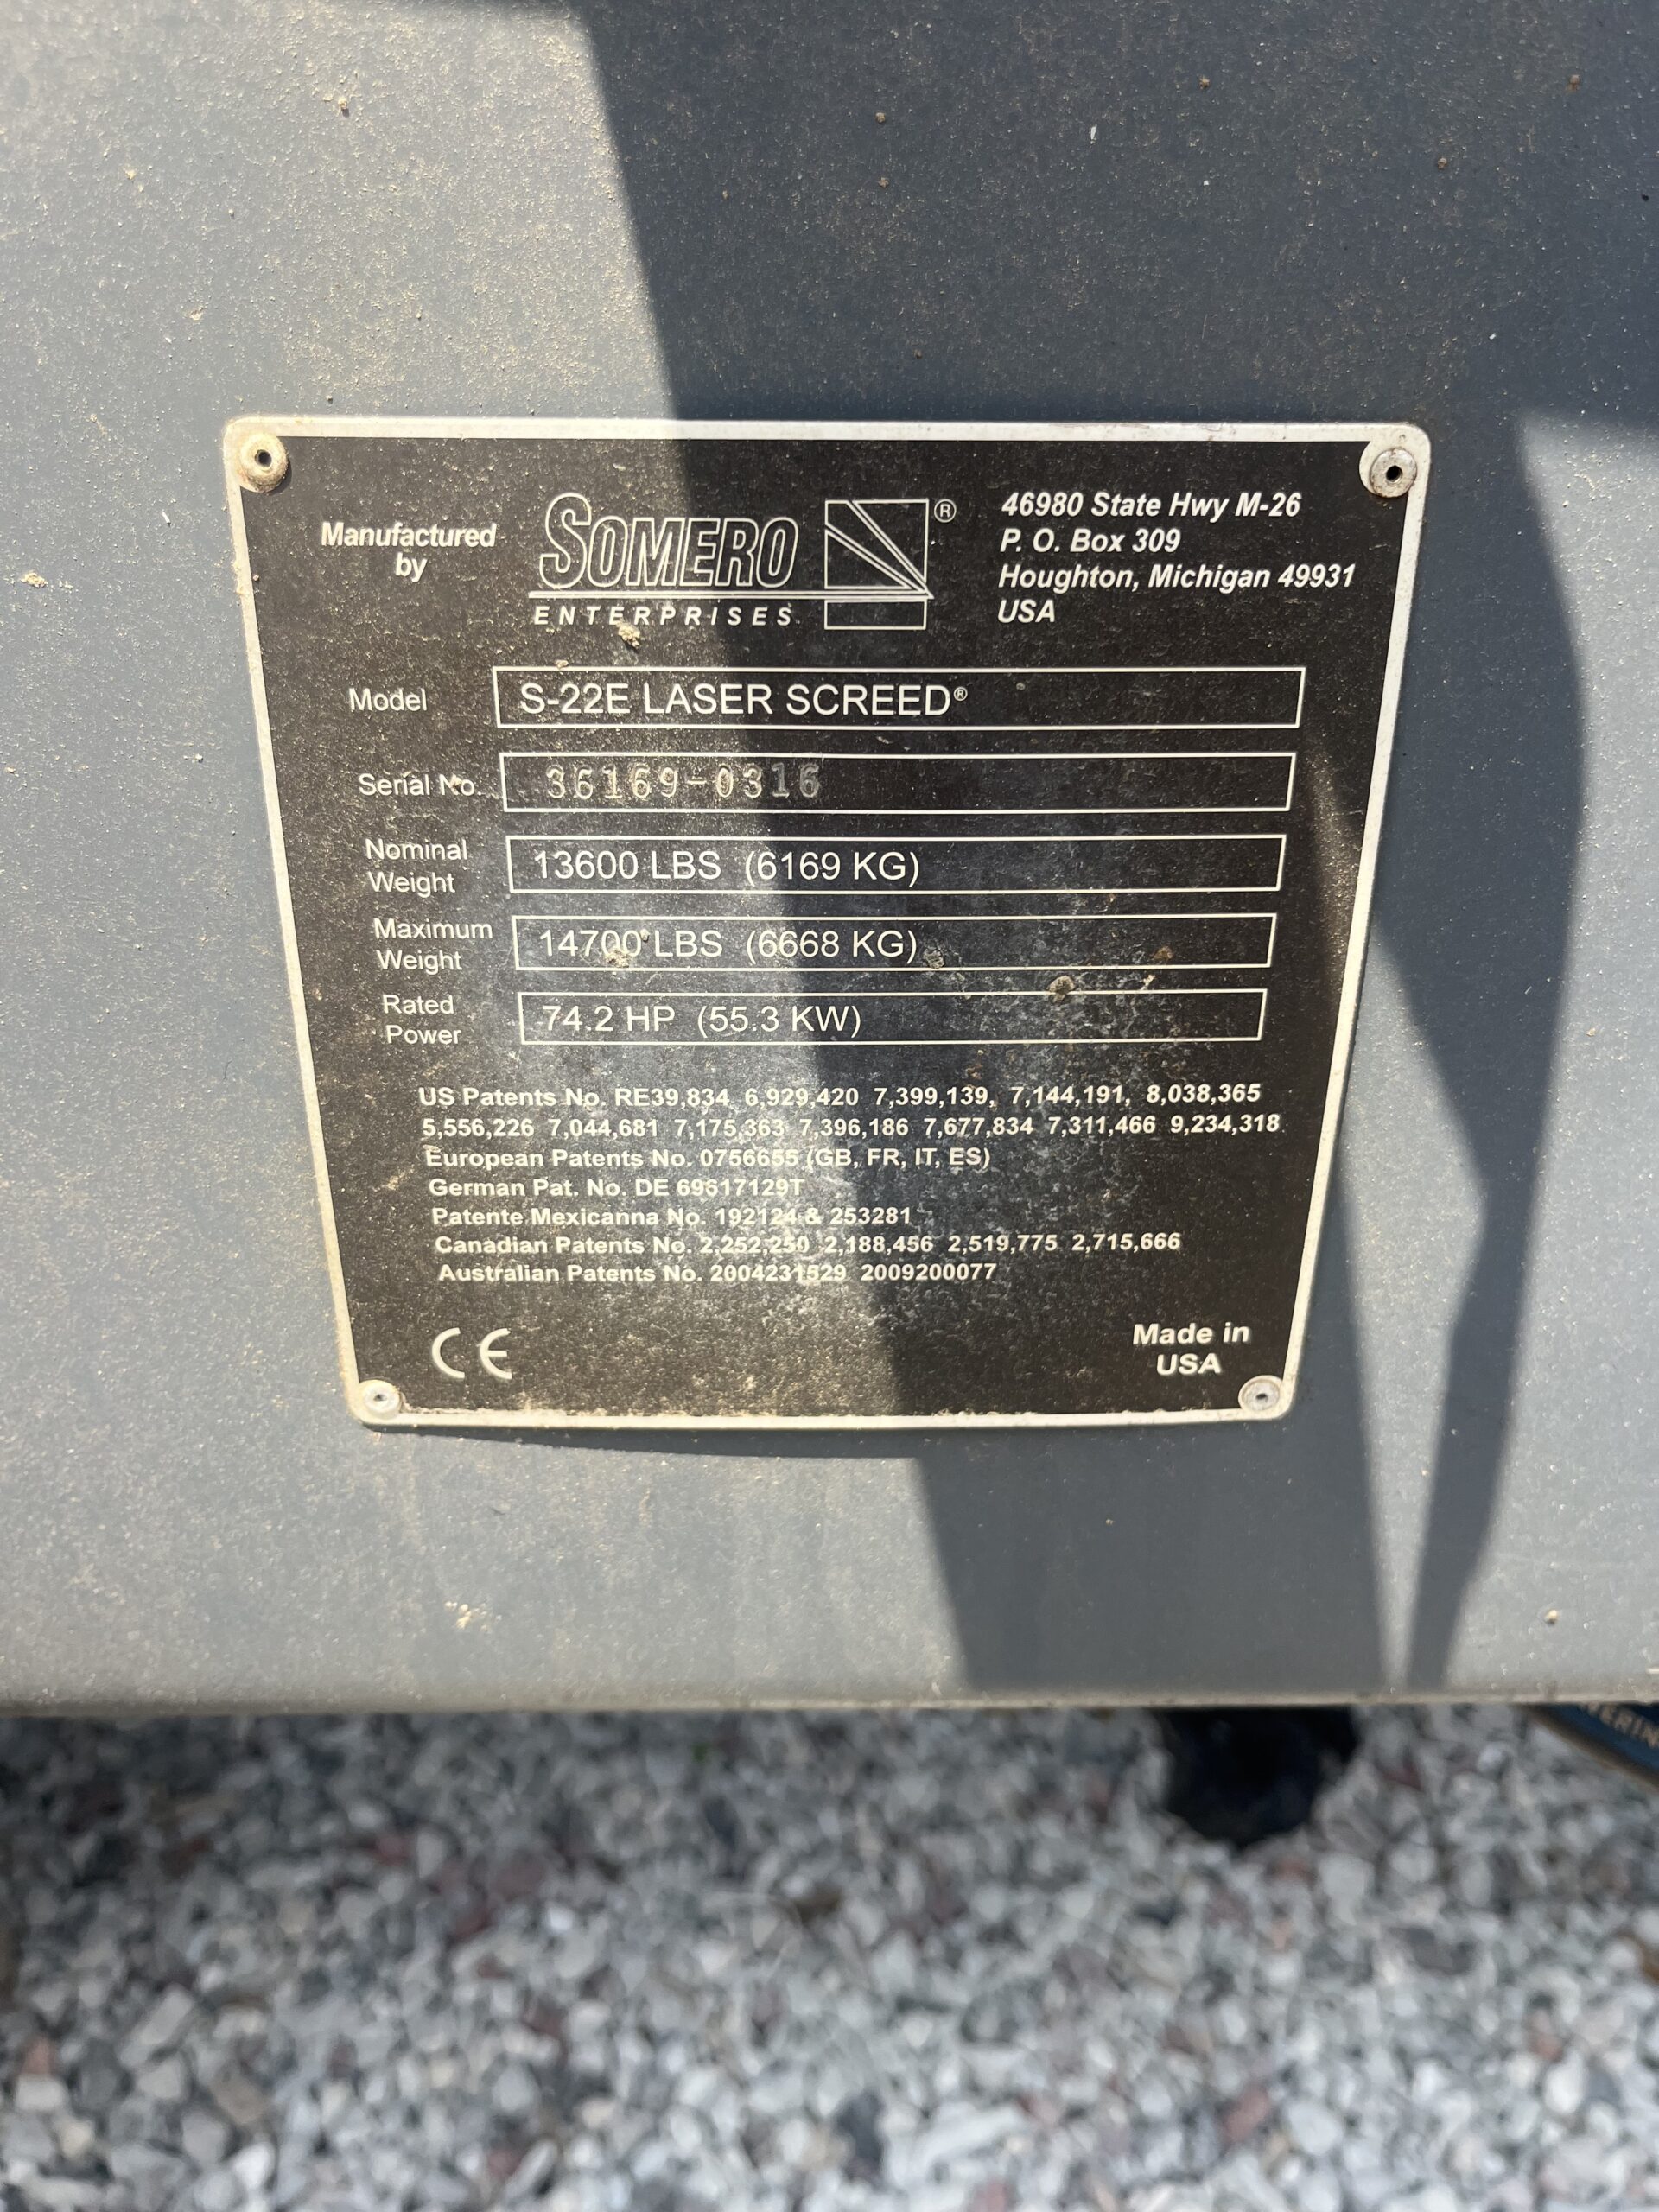 Manufactured
by
SOMERO
ENTERPRISES
®
46980 State Hwy M-26
P. O. Box 309
Houghton, Michigan 49931
USA
Model S-22E LASER SCREED®
Serial No. 36169-0316
Nominal
Weight
13600 LBS (6169 KG)
Maximum
Weight
14700 LBS (6668 KG)
Rated
Power
74.2 HP (55.3 KW)
US Patents No. RE39,834 6,929,420 7,399,139, 7,144,191, 8,038,365
5,556,226 7,044,681 7,175,363 7,396,186 7,677,834 7,311,466 9,234,318
European Patents No. 0756655 (GB, FR, IT, ES)
German Pat. No. DE 69617129T
Patente Mexicanna No. 192124 & 253281
Canadian Patents No. 2,252,250 2,188,456 2,519,775 2,715,666
Australian Patents No. 2004231529 2009200077
CE
Made in
USA